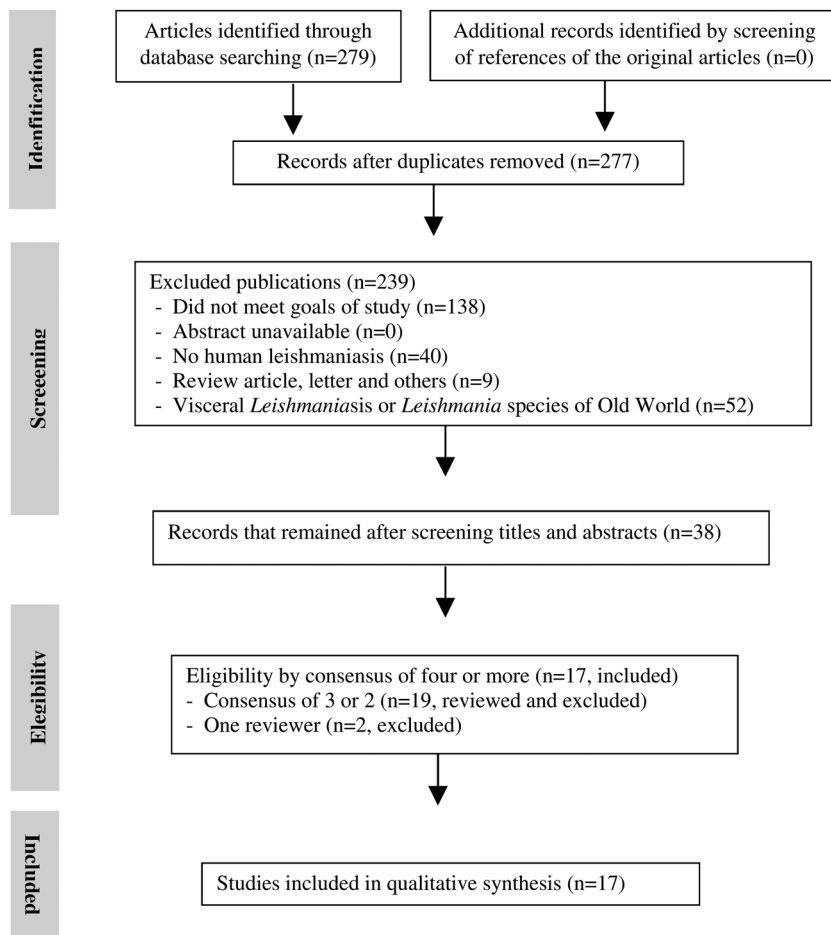 Articles identified through
database searching (n=279)
Additional records identified by screening
of references of the original articles (n=0)
Idenfitication
Records after duplicates removed (n=277)
Screeening
Excluded publications (n=239)
- Did not meet goals of study (n=138)
- Abstract unavailable (n=0)
- No human leishmaniasis (n=40)
- Review article, letter and others (n=9)
- Visceral Leishmaniasis or Leishmania species of Old World (n=52)
Records that remained after screening titles and abstracts (n=38)
Elegibility
Eligibility by consensus of four or more (n=17, included)
- Consensus of 3 or 2 (n=19, reviewed and excluded)
- One reviewer (n=2, excluded)
Included
Studies included in qualitative synthesis (n=17)